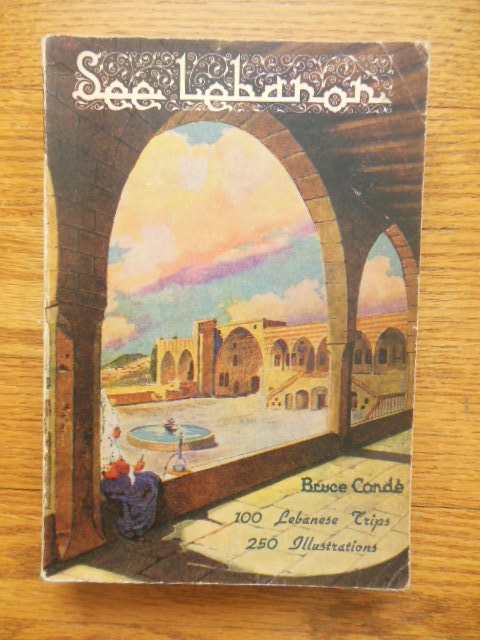 See Lebanon
Bruce Condé
100 Lebanese Trips
250 Illustrations